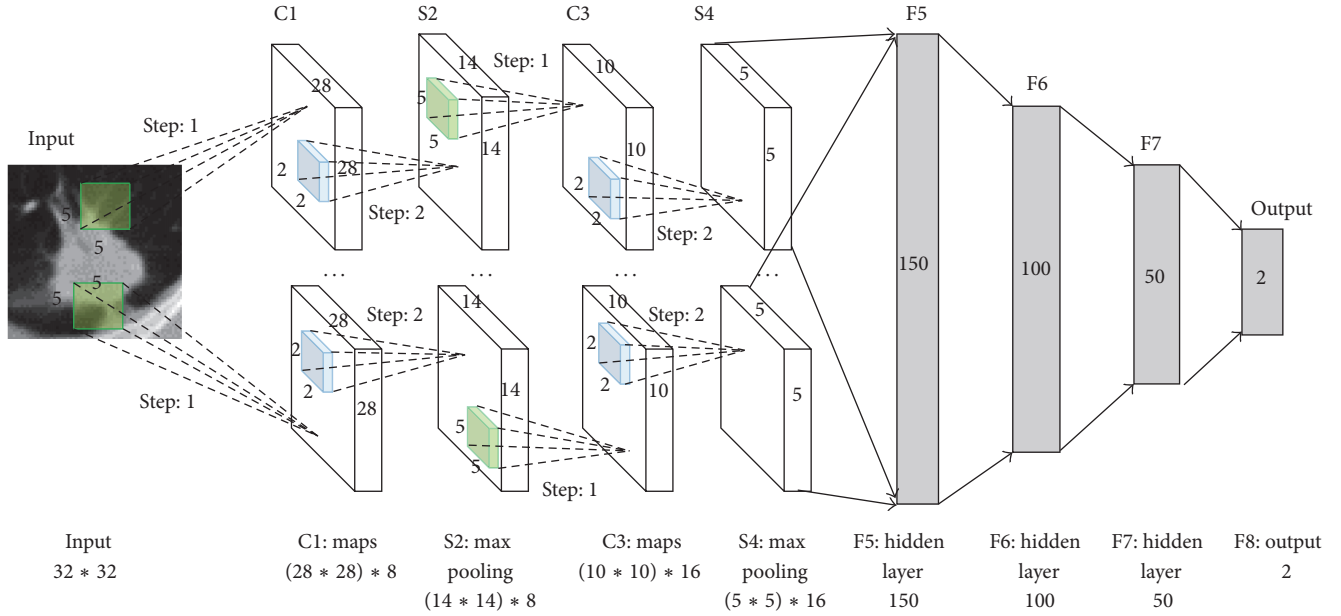 C1
S2
C3
S4
F5
F6
F7
Input
Output
Step: 1
Step: 1
28
28
2
2
Step: 2
14
14
5
5
Step: 1
10
10
2
2
Step: 2
5
5
5
5
5
5
...
...
...
...
28
28
2
2
Step: 2
14
14
5
5
Step: 1
10
10
2
2
Step: 2
5
5
150
100
50
2
Input
32 * 32
C1: maps
(28 * 28) * 8
S2: max
pooling
(14 * 14) * 8
C3: maps
(10 * 10) * 16
S4: max
pooling
(5 * 5) * 16
F5: hidden
layer
150
F6: hidden
layer
100
F7: hidden
layer
50
F8: output
2